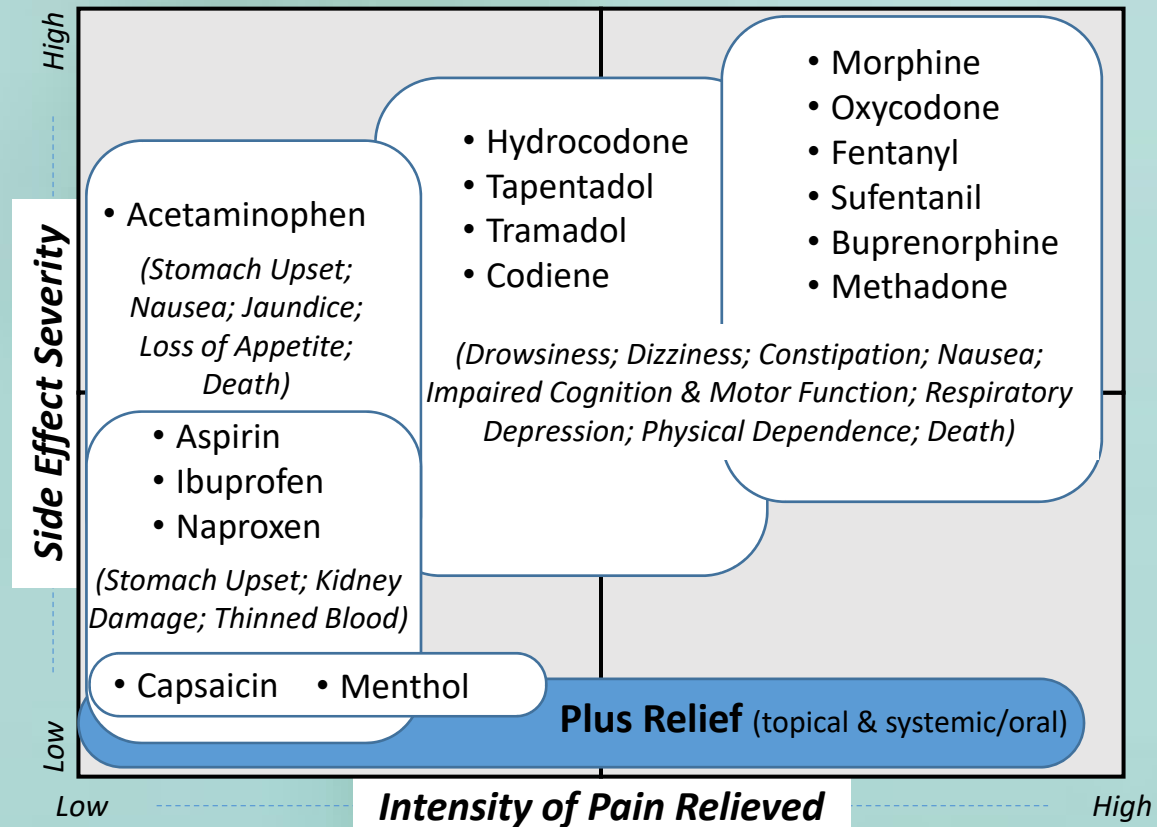 High
Side Effect Severity
Low
• Acetaminophen
(Stomach Upset;
Nausea; Jaundice;
Loss of Appetite;
Death)
• Aspirin
• Ibuprofen
• Naproxen
(Stomach Upset; Kidney
Damage; Thinned Blood)
• Capsaicin • Menthol
• Hydrocodone
• Tapentadol
• Tramadol
• Codiene
• Morphine
• Oxycodone
• Fentanyl
• Sufentanil
• Buprenorphine
• Methadone
(Drowsiness; Dizziness; Constipation; Nausea;
Impaired Cognition & Motor Function; Respiratory
Depression; Physical Dependence; Death)
Plus Relief (topical & systemic/oral)
Low
Intensity of Pain Relieved
High